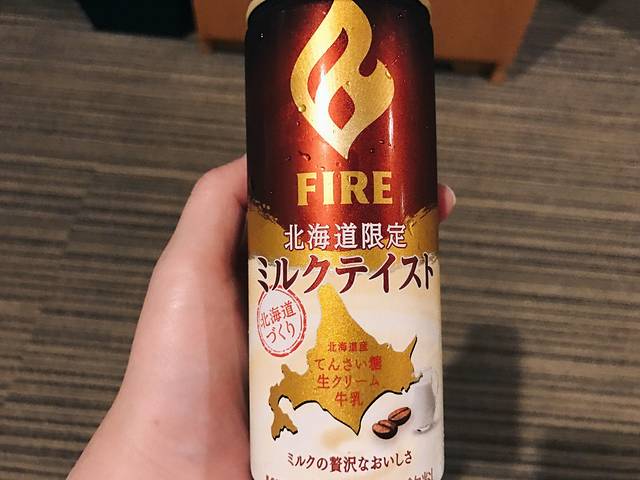 FIRE
北海道限定
ミルクテイスト
北海道
づくり
北海道産
てんさい糖
生クリーム
牛乳
ミルクの贅沢なおいしさ